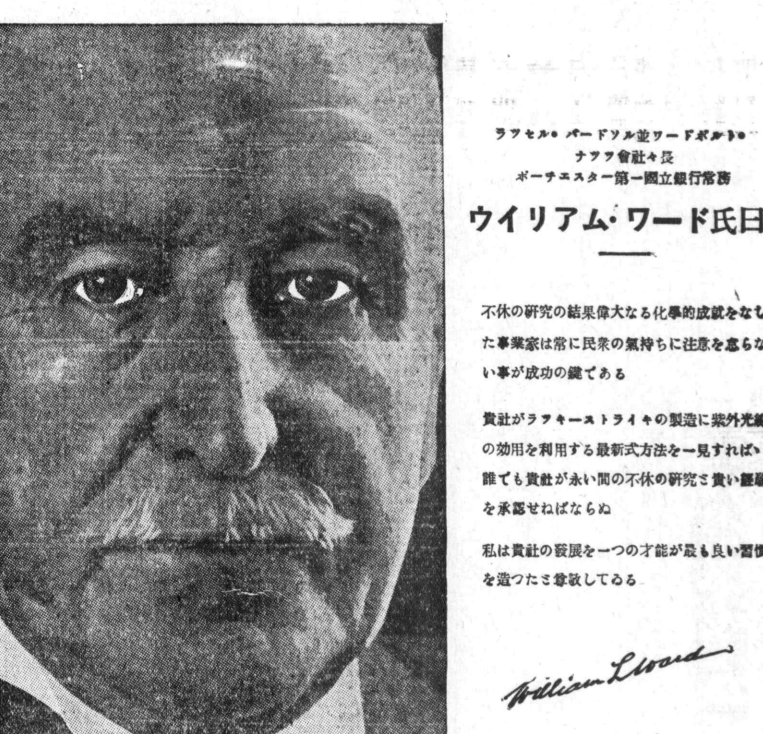 ラツセル・バードソル並ワードボルト・
ナツツ會社々長
ポーチエスター第一國立銀行常務
ウイリアム・ワード氏曰
不休の研究の結果偉大なる化學的成就をなし
た事業家は常に民衆の氣持ちに注意を怠らな
い事が成功の鍵である
貴社がラツキーストライキの製造に紫外光線
の効用を利用する最新式方法を一見すれば、
誰でも貴社が永い間の不休の研究と貴い經驗
を承認せねばならぬ
私は貴社の發展を一つの才能が最も良い習慣
を造つたと尊敬してゐる
William L Ward